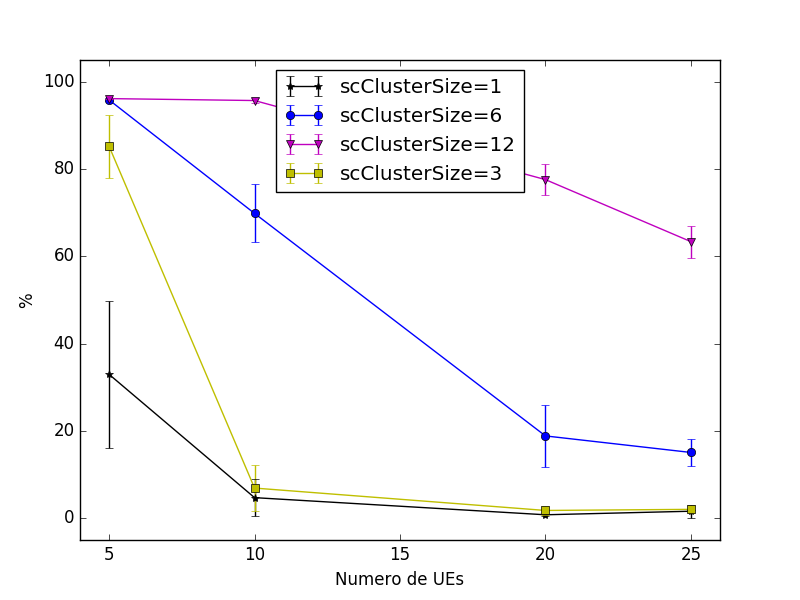 scClusterSize=1
scClusterSize=6
scClusterSize=12
scClusterSize=3
%
100
80
60
40
20
0
5 10 15 20 25
Numero de UEs